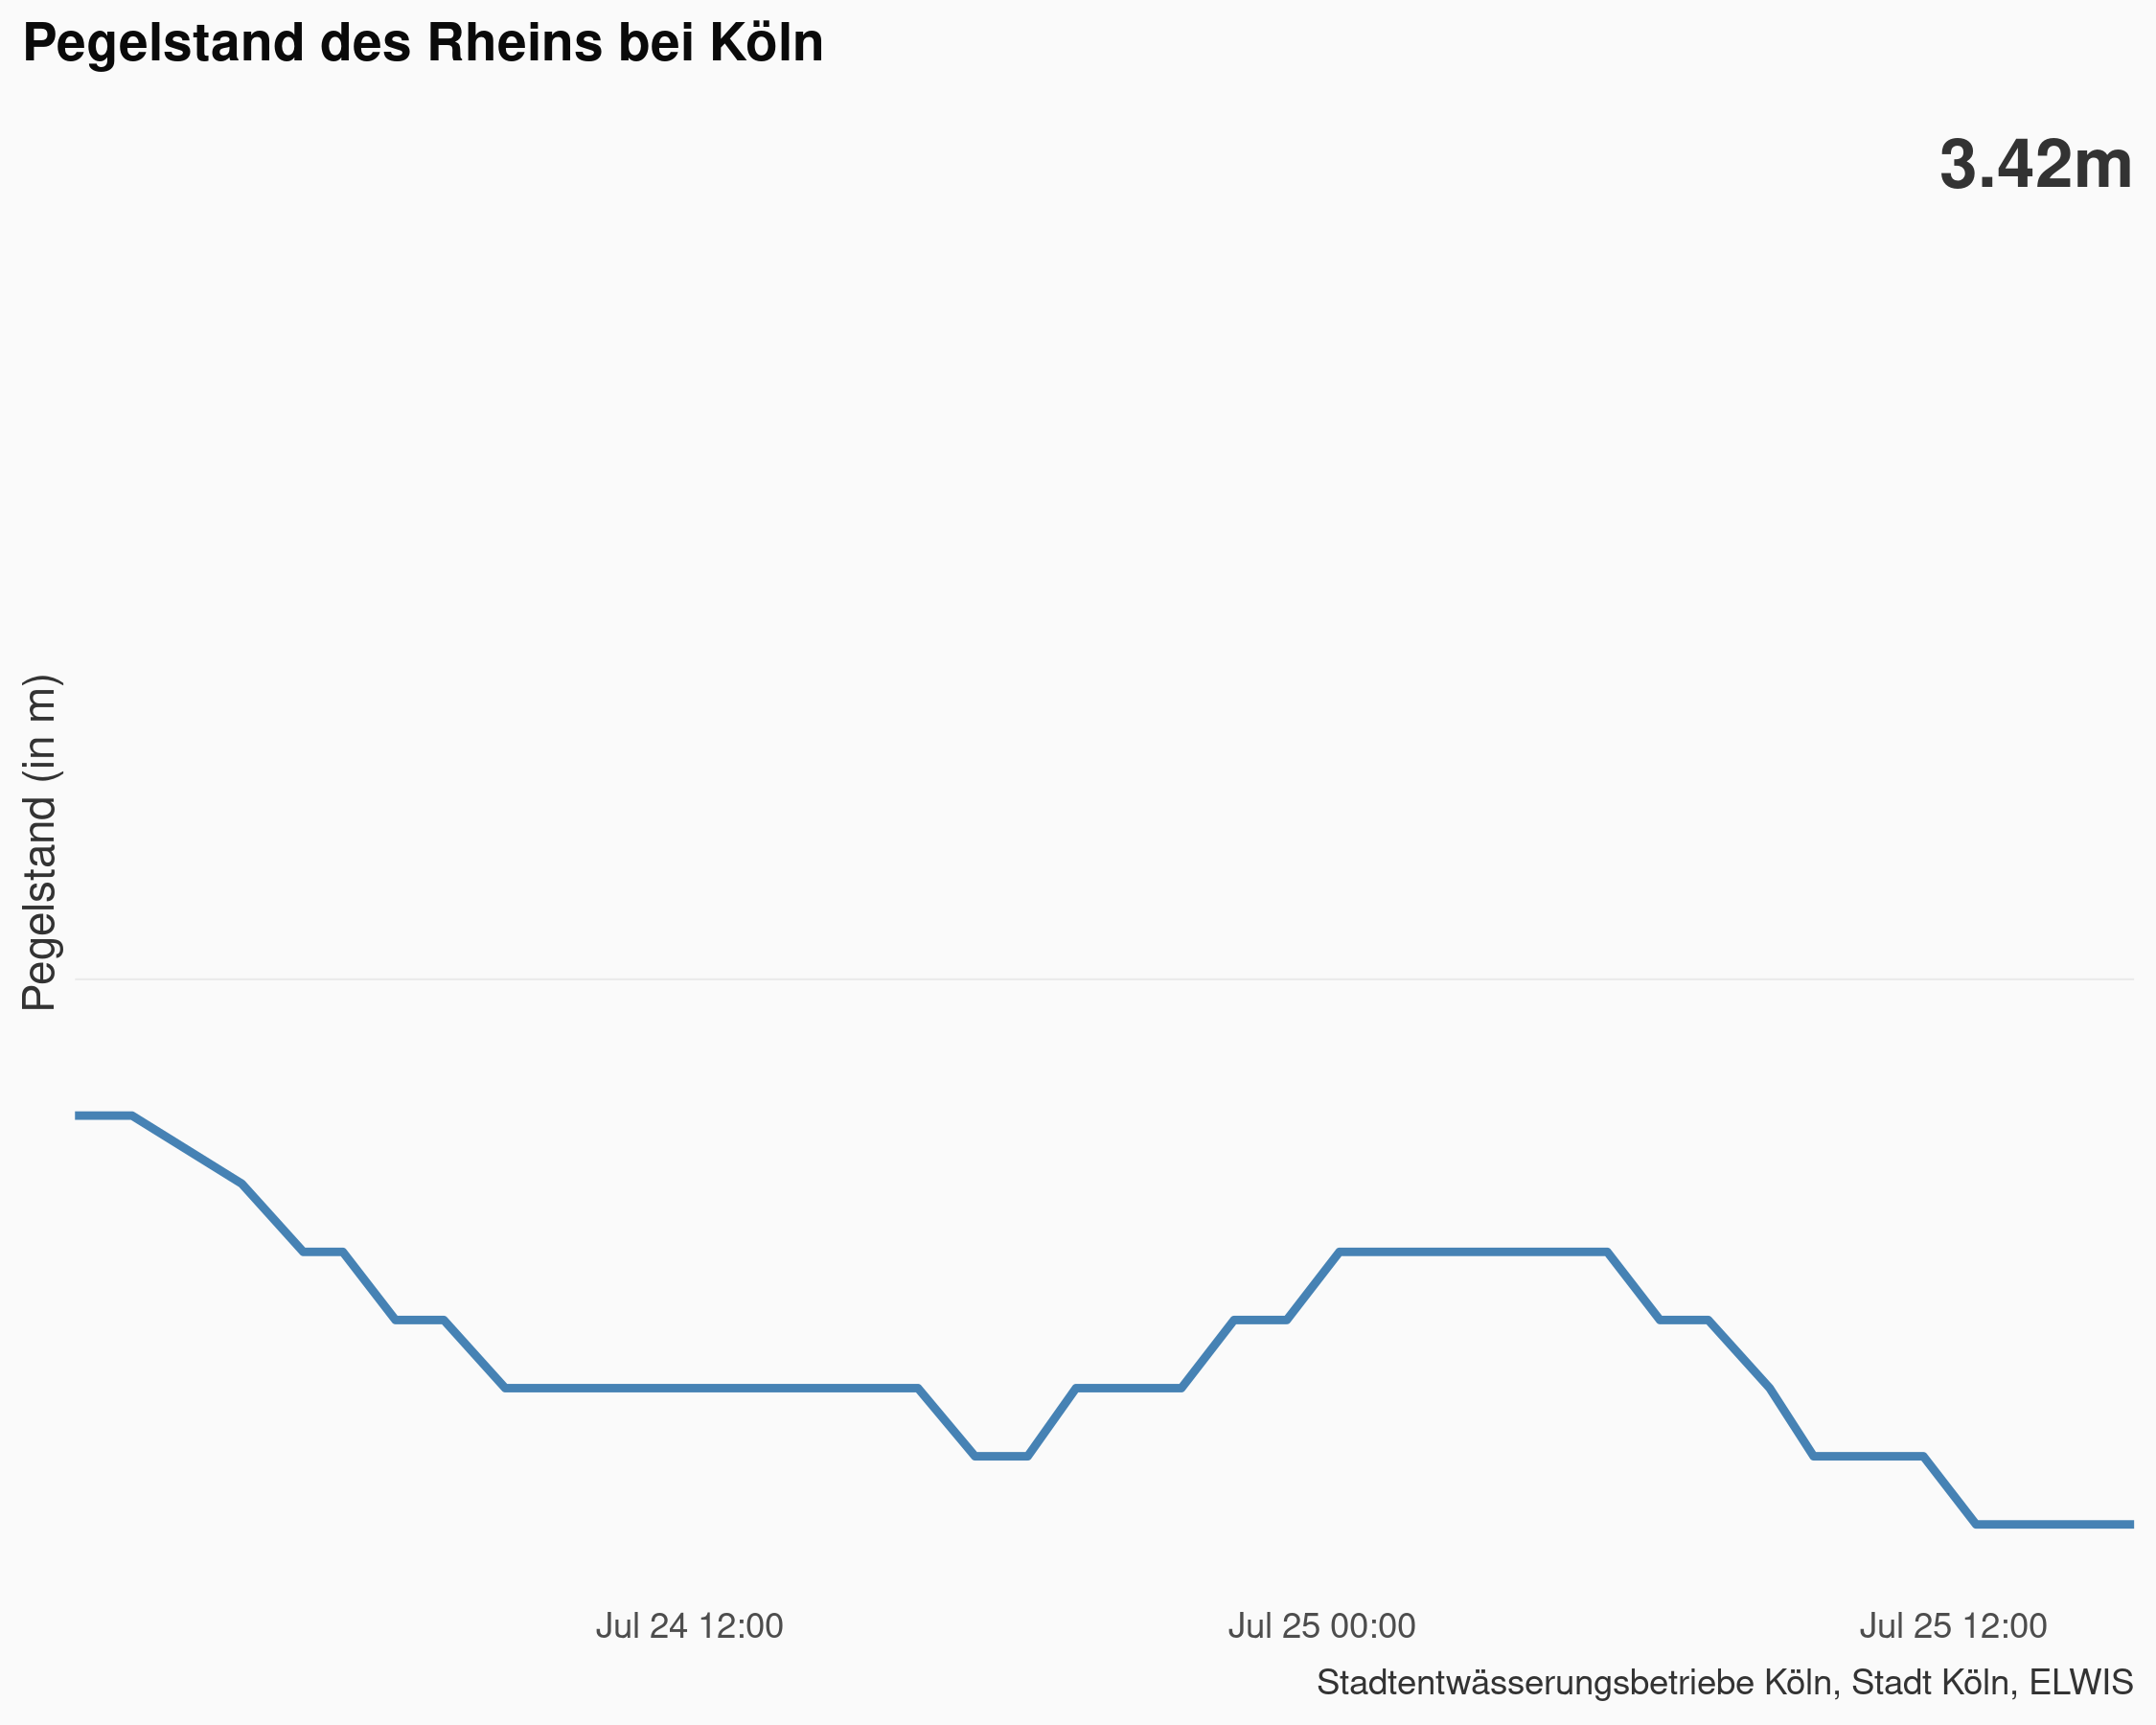 Pegelstand des Rheins bei Köln
3.42m
Pegelstand (in m)
Jul 24 12:00 Jul 25 00:00 Jul 25 12:00
Stadtentwässerungsbetriebe Köln, Stadt Köln, ELWIS